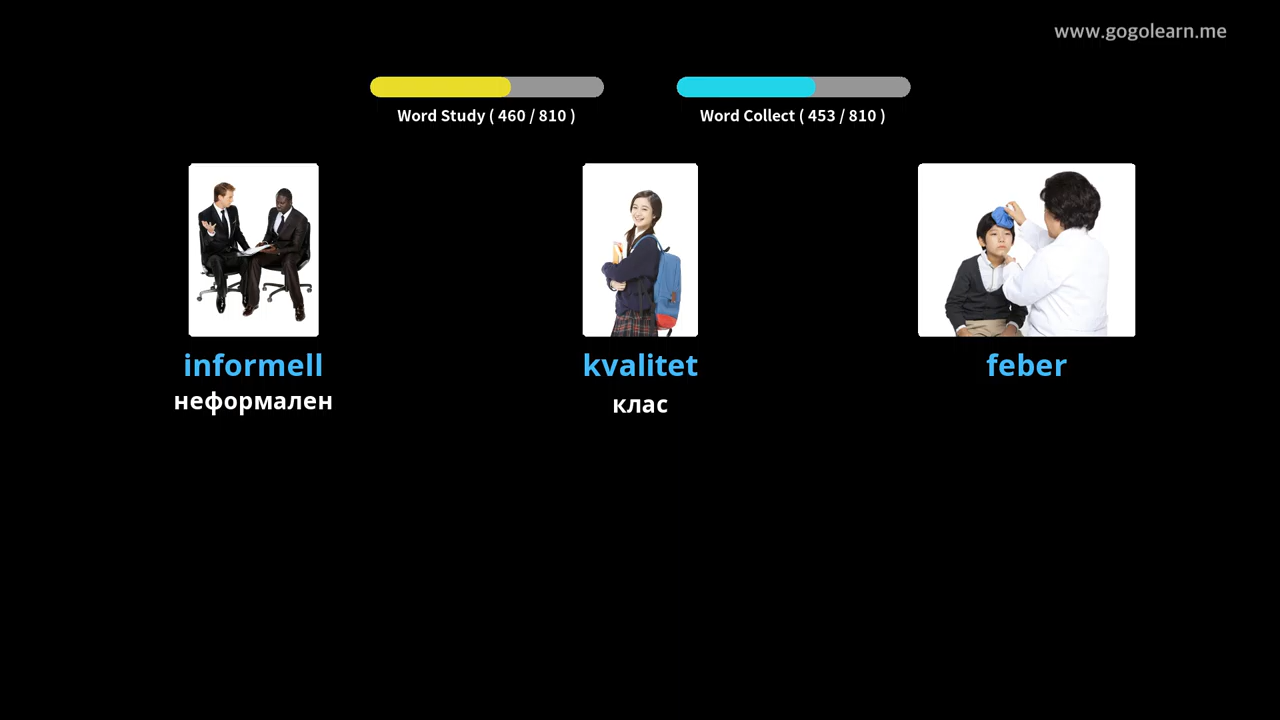 www.gogolearn.me
Word Study ( 460 / 810 )
Word Collect ( 453 / 810 )
informell
неформален
kvalitet
клас
feber